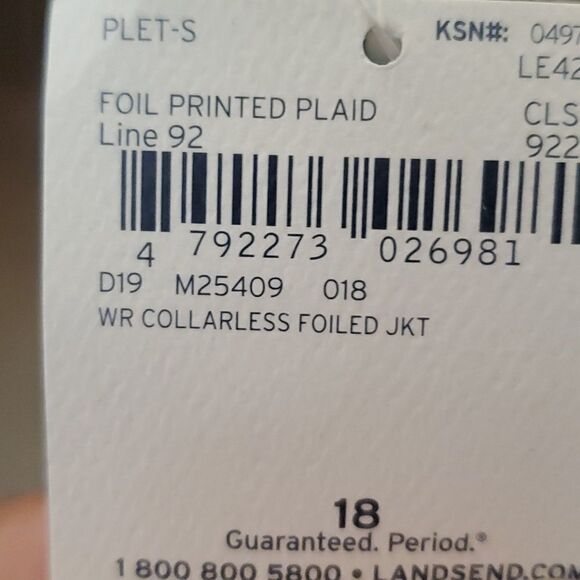 PLET-S KSN#: 0497
LE42
FOIL PRINTED PLAID CLS
Line 92 922
4 792273 026981
D19 M25409 018
WR COLLARLESS FOILED JKT
18
Guaranteed. Period.®
1 800 800 5800 • LANDSEND.COM